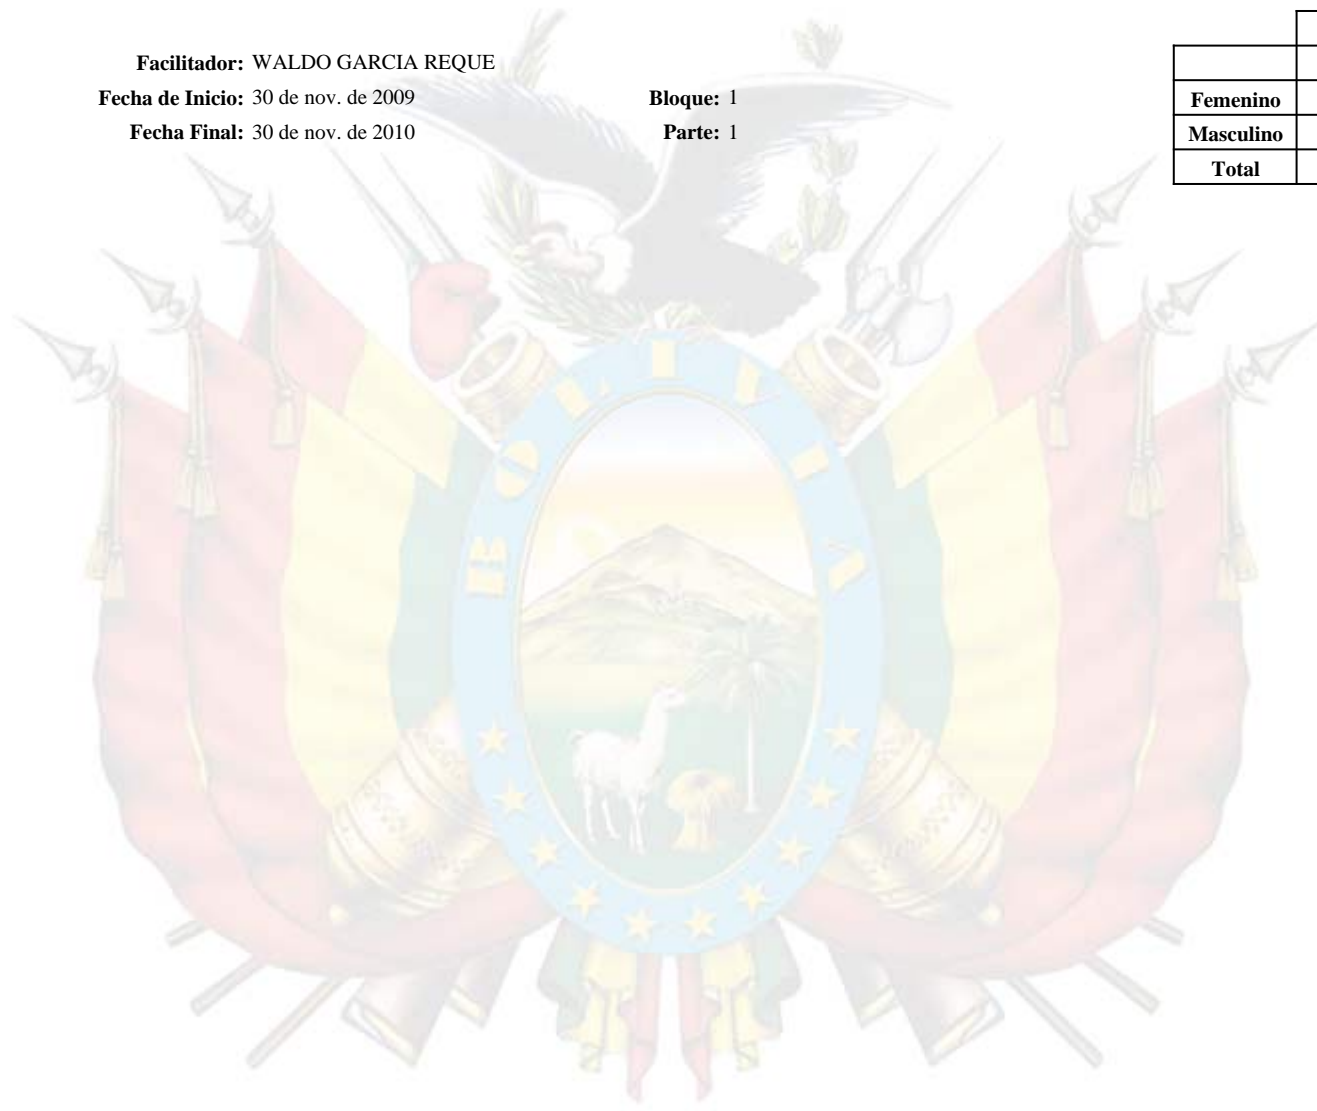 Facilitador: WALDO GARCIA REQUE
Fecha de Inicio: 30 de nov. de 2009 Bloque: 1
Fecha Final: 30 de nov. de 2010 Parte: 1
Femenino
Masculino
Total
BOLIVIA